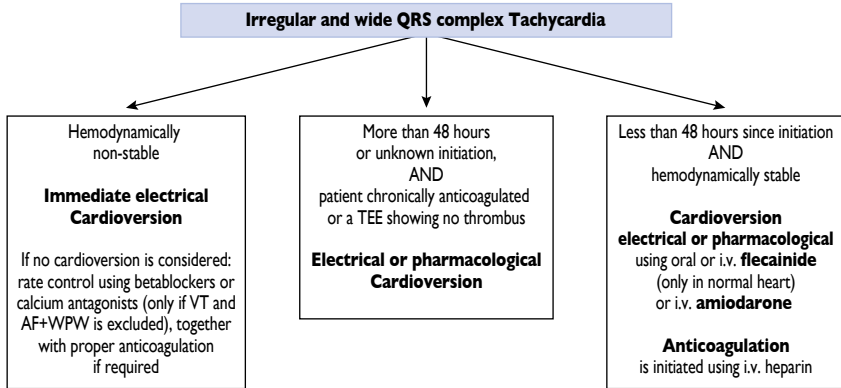 Irregular and wide QRS complex Tachycardia
Hemodynamically
non-stable
Immediate electrical
Cardioversion
If no cardioversion is considered:
rate control using betablockers or
calcium antagonists (only if VT and
AF+WPW is excluded), together
with proper anticoagulation
if required
More than 48 hours
or unknown initiation,
AND
patient chronically anticoagulated
or a TEE showing no thrombus
Electrical or pharmacological
Cardioversion
Less than 48 hours since initiation
AND
hemodynamically stable
Cardioversion
electrical or pharmacological
using oral or i.v. flecainide
(only in normal heart)
or i.v. amiodarone
Anticoagulation
is initiated using i.v. heparin